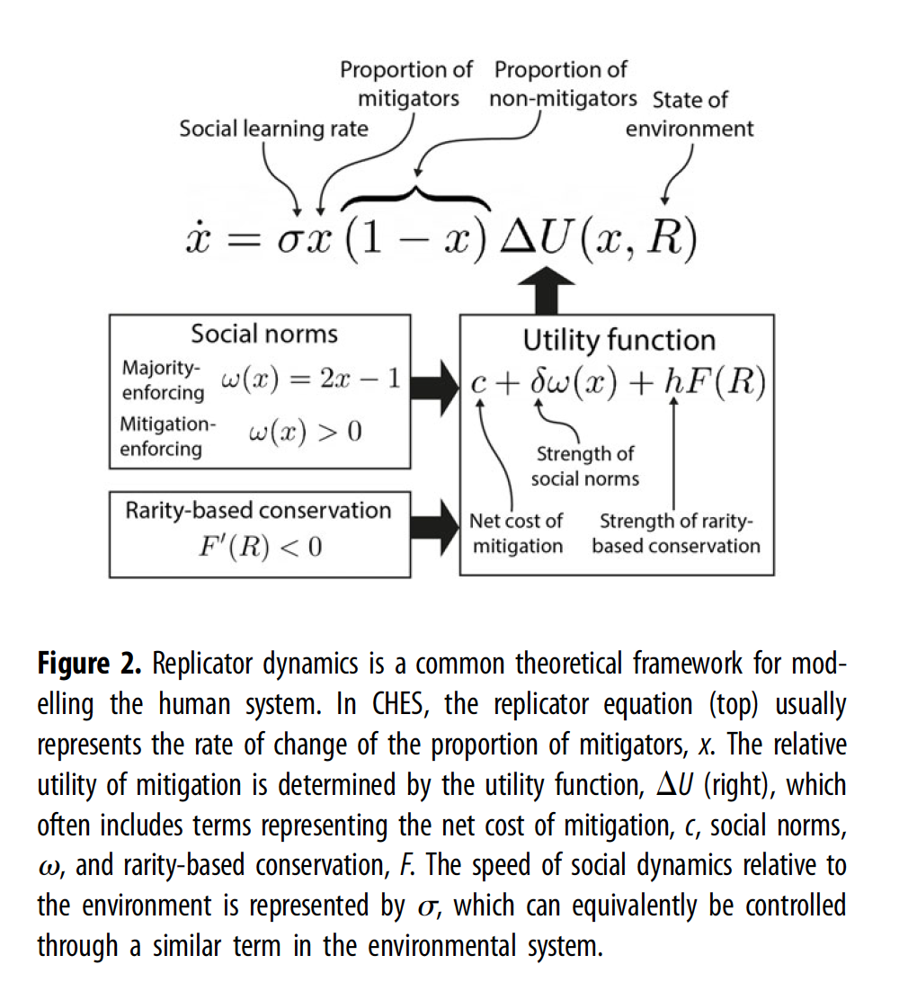 Proportion of Proportion of
mitigators non-mitigators State of
Social learning rate environment
ẋ = σx(1 − x) ΔU(x, R)
Social norms
Majority-
enforcing ω(x) = 2x − 1
Mitigation-
enforcing ω(x) > 0
Rarity-based conservation
F′(R) < 0
Utility function
c + δω(x) + hF(R)
Strength of
social norms
Net cost of
mitigation
Strength of rarity-
based conservation
Figure 2. Replicator dynamics is a common theoretical framework for mod-
elling the human system. In CHES, the replicator equation (top) usually
represents the rate of change of the proportion of mitigators, x. The relative
utility of mitigation is determined by the utility function, ΔU (right), which
often includes terms representing the net cost of mitigation, c, social norms,
ω, and rarity-based conservation, F. The speed of social dynamics relative to
the environment is represented by σ, which can equivalently be controlled
through a similar term in the environmental system.